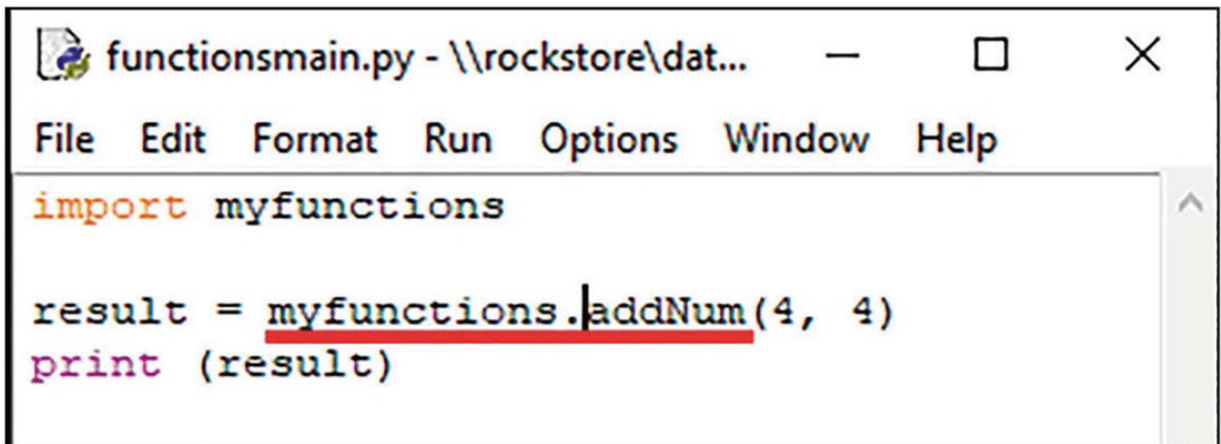 functionsmain.py - \\rockstore\dat...
File Edit Format Run Options Window Help
import myfunctions
result = myfunctions.addNum(4, 4)
print (result)